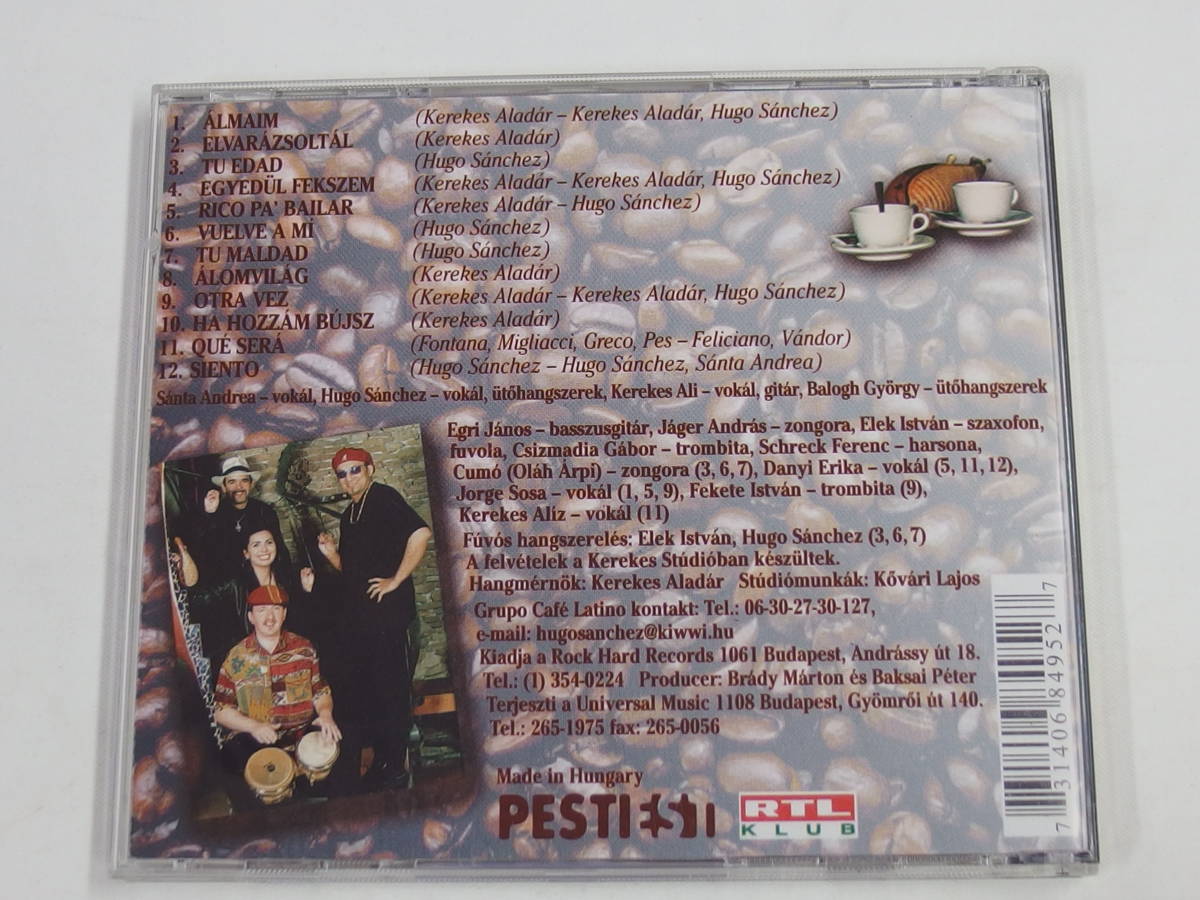 1. ÁLMAIM (Kerekes Aladár – Kerekes Aladár, Hugo Sánchez)
2. ELVARÁZSOLTÁL (Kerekes Aladár)
3. TU EDAD (Hugo Sánchez)
4. EGYEDÜL FEKSZEM (Kerekes Aladár – Kerekes Aladár, Hugo Sánchez)
5. RICO PA' BAILAR (Kerekes Aladár – Hugo Sánchez)
6. VUELVE A MÍ (Hugo Sánchez)
7. TU MALDAD (Hugo Sánchez)
8. ÁLOMVILÁG (Kerekes Aladár)
9. OTRA VEZ (Kerekes Aladár – Kerekes Aladár, Hugo Sánchez)
10. HA HOZZÁM BÚJSZ (Kerekes Aladár)
11. QUÉ SERÁ (Fontana, Migliacci, Greco, Pes – Feliciano, Vándor)
12. SIENTO (Hugo Sánchez – Hugo Sánchez, Sánta Andrea)
Sánta Andrea – vokál, Hugo Sánchez – vokál, ütőhangszerek, Kerekes Ali – vokál, gitár, Balogh György – ütőhangszerek
Egri János – basszusgitár, Jáger András – zongora, Elek István – szaxofon,
fuvola, Csizmadia Gábor – trombita, Schreck Ferenc – harsona,
Cumó (Oláh Árpi) – zongora (3, 6, 7), Danyi Erika – vokál (5, 11, 12),
Jorge Sosa – vokál (1, 5, 9), Fekete István – trombita (9),
Kerekes Alíz – vokál (11)
Fúvós hangszerelés: Elek István, Hugo Sánchez (3,6,7)
A felvételek a Kerekes Stúdióban készültek.
Hangmérnök: Kerekes Aladár Stúdiómunkák: Kővári Lajos
Grupo Café Latino kontakt: Tel.: 06-30-27-30-127,
e-mail: hugosanchez@kiwwi.hu
Kiadja a Rock Hard Records 1061 Budapest, Andrássy út 18.
Tel.: (1) 354-0224 Producer: Brády Márton és Baksai Péter
Terjeszti a Universal Music 1108 Budapest, Gyömrői út 140.
Tel.: 265-1975 fax: 265-0056
Made in Hungary
PESTI EST
RTL
KLUB
7 31406 84952 7